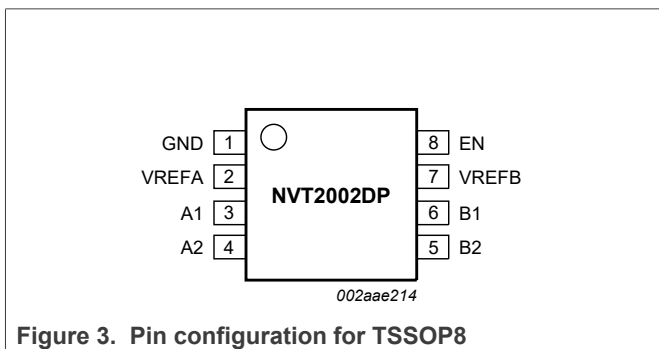 GND 1 8 EN
VREFA 2 7 VREFB
NVT2002DP
A1 3 6 B1
A2 4 5 B2
002aae214
Figure 3. Pin configuration for TSSOP8